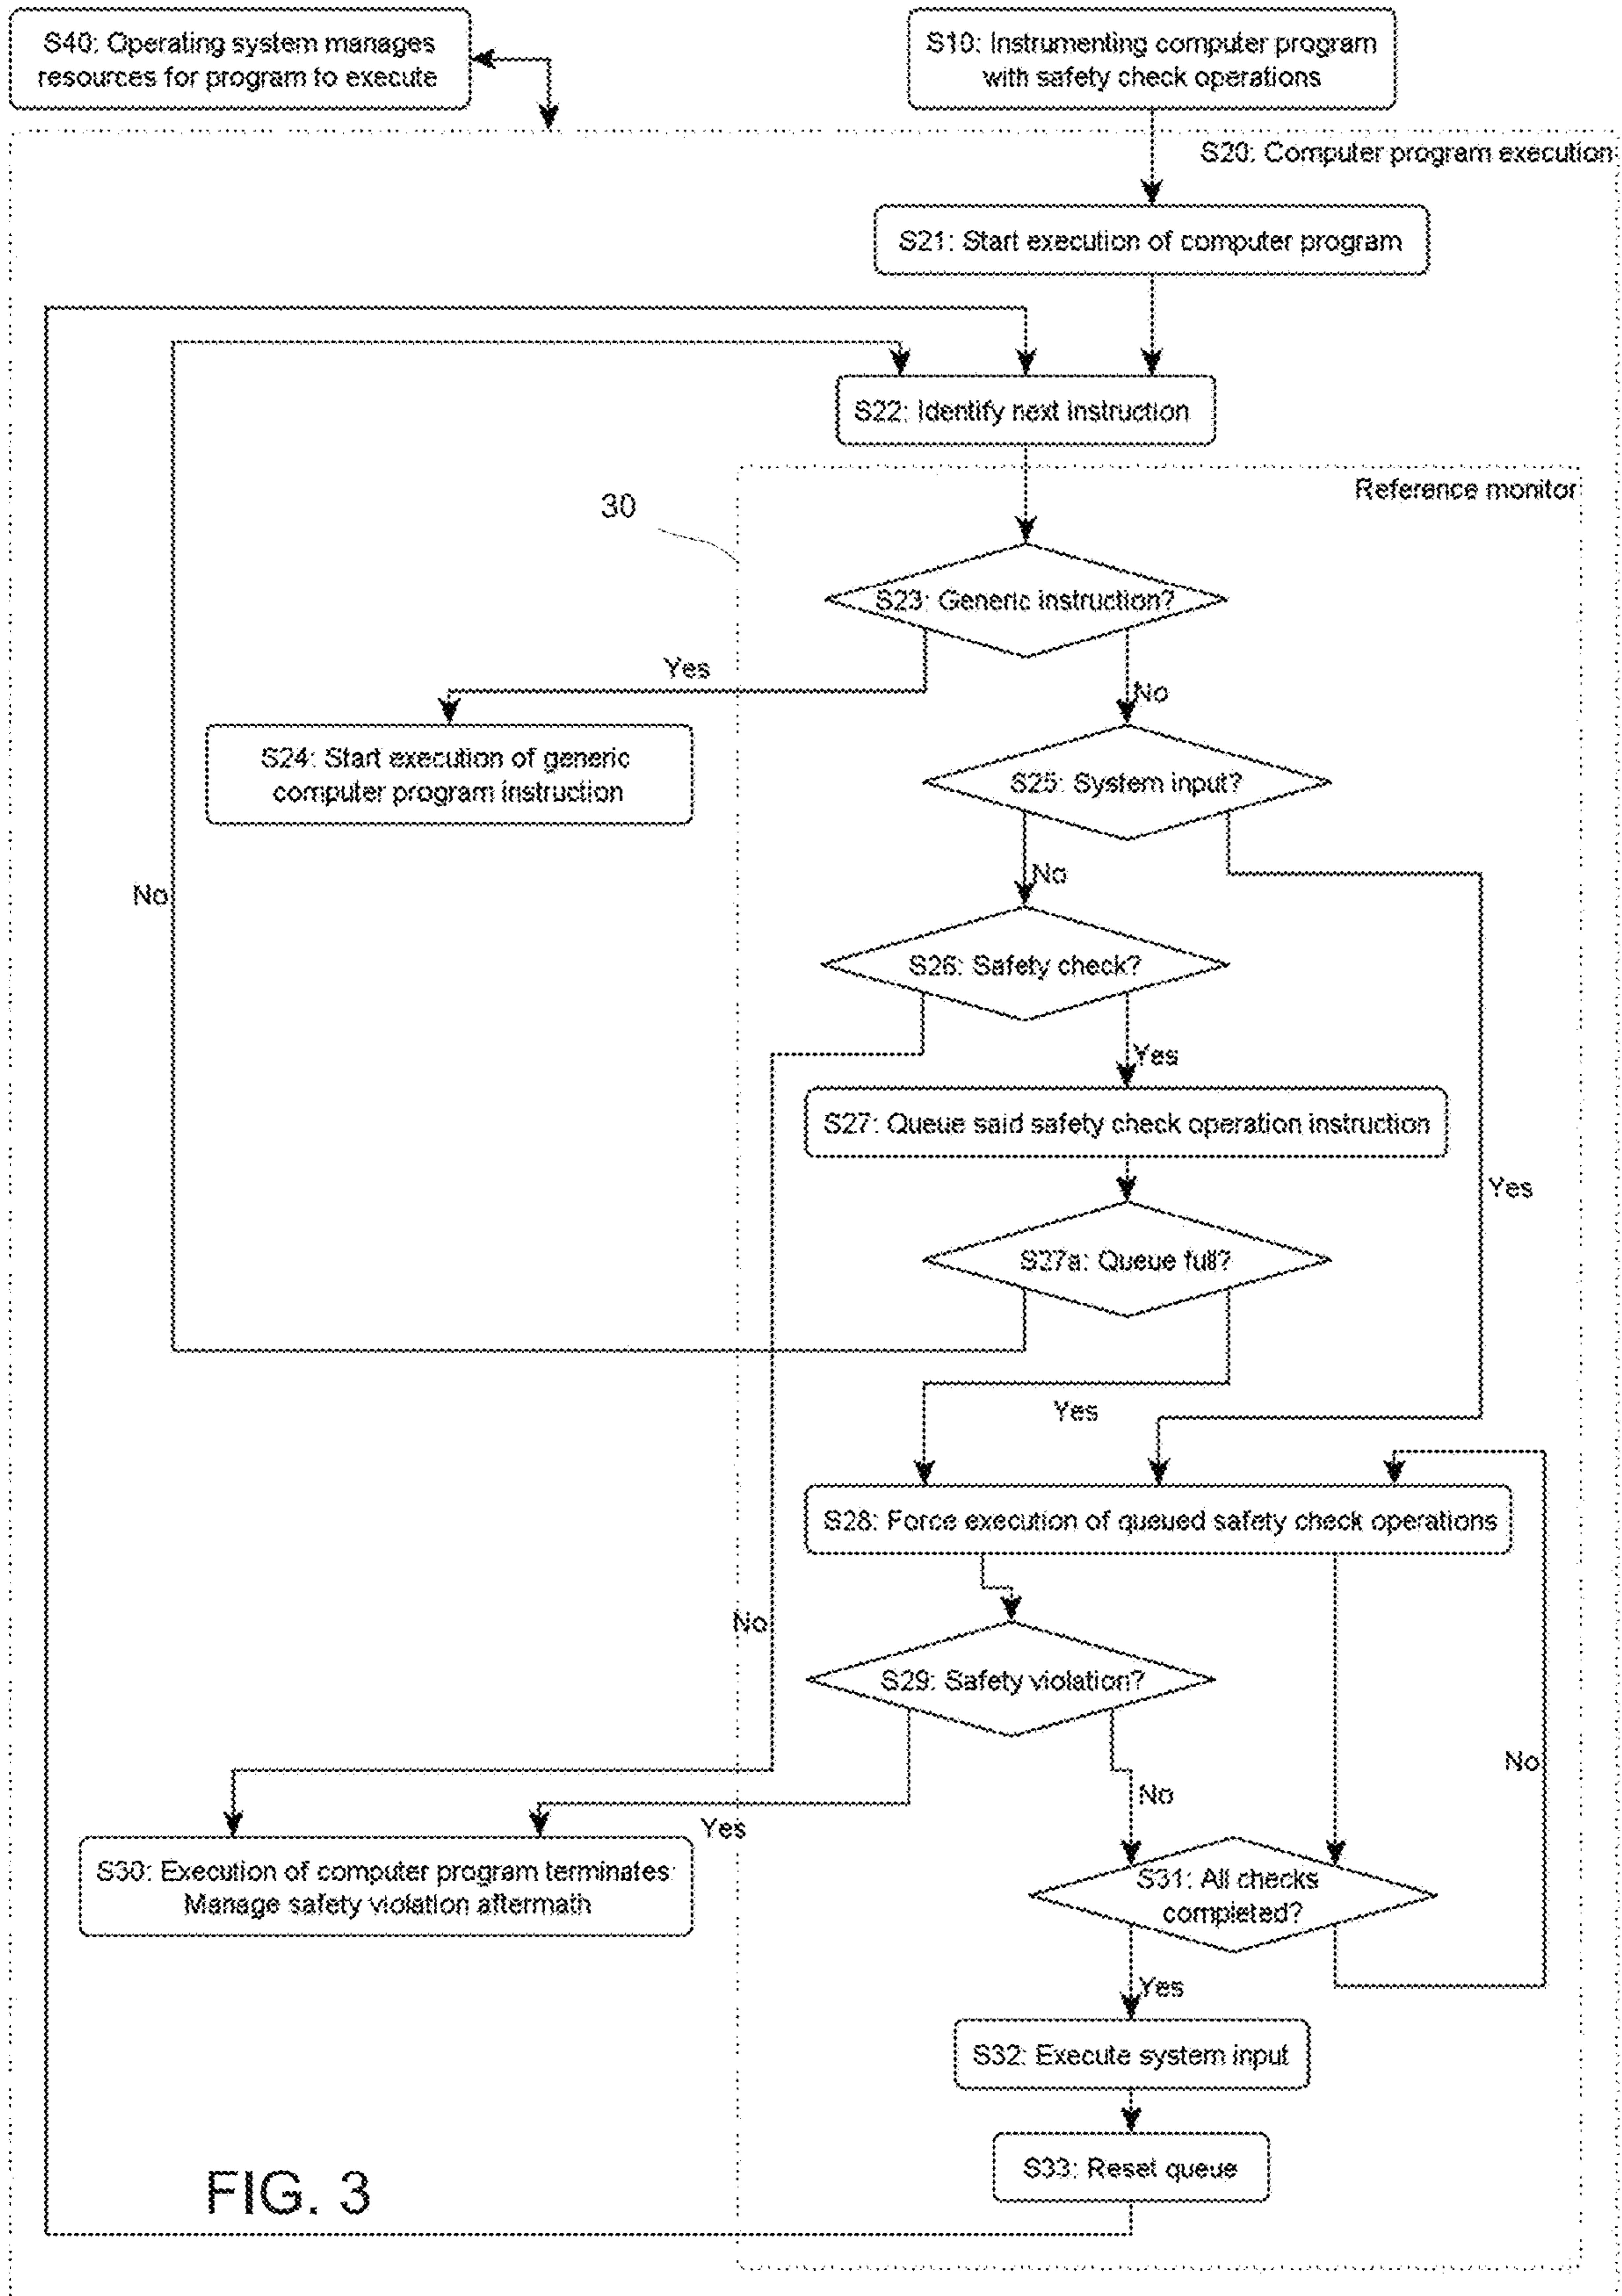 S40: Operating system manages
resources for program to execute
S10: Instrumenting computer program
with safety check operations
S20: Computer program execution
S21: Start execution of computer program
S22: Identify next instruction
Reference monitor
30
S23: Generic instruction?
Yes
No
S24: Start execution of generic
computer program instruction
S25: System input?
No
No
S26: Safety check?
Yes
S27: Queue said safety check operation instruction
Yes
S27a: Queue full?
Yes
S28: Force execution of queued safety check operations
No
S29: Safety violation?
No
No
Yes
S30: Execution of computer program terminates:
Manage safety violation aftermath
S31: All checks
completed?
Yes
S32: Execute system input
S33: Reset queue
FIG. 3